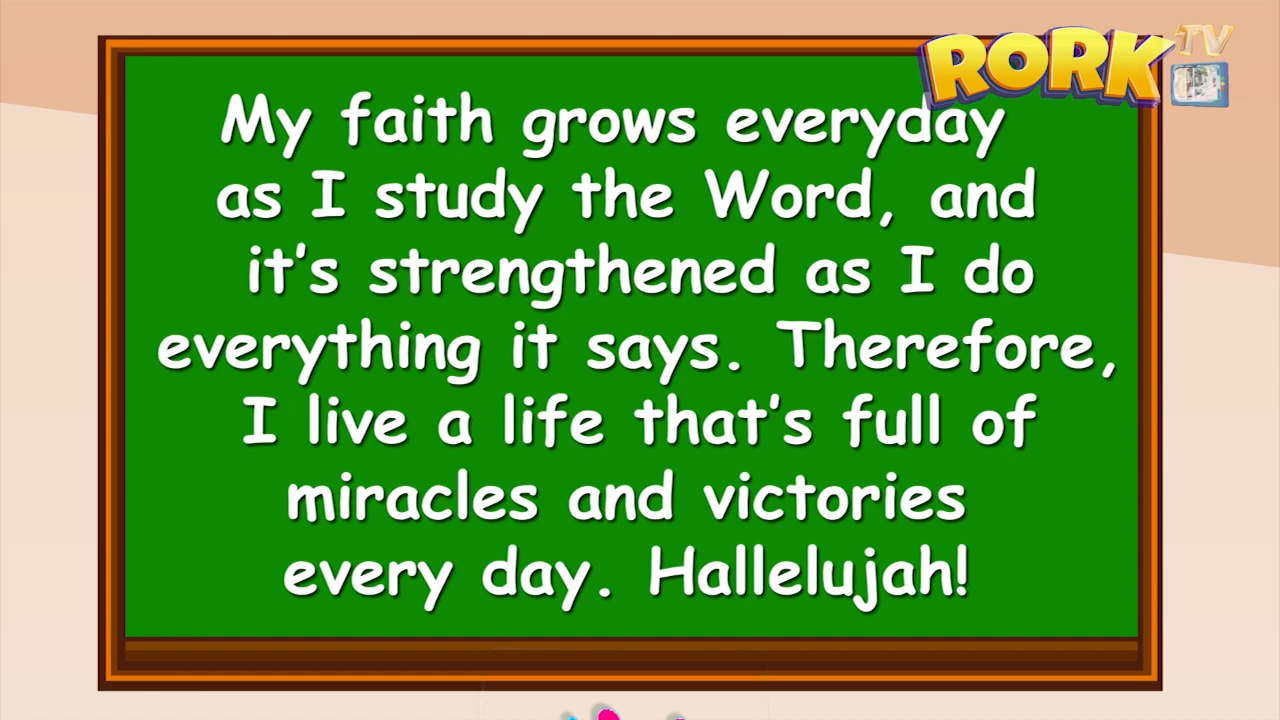 RORK TV
My faith grows everyday
as I study the Word, and
it's strengthened as I do
everything it says. Therefore,
I live a life that's full of
miracles and victories
every day. Hallelujah!